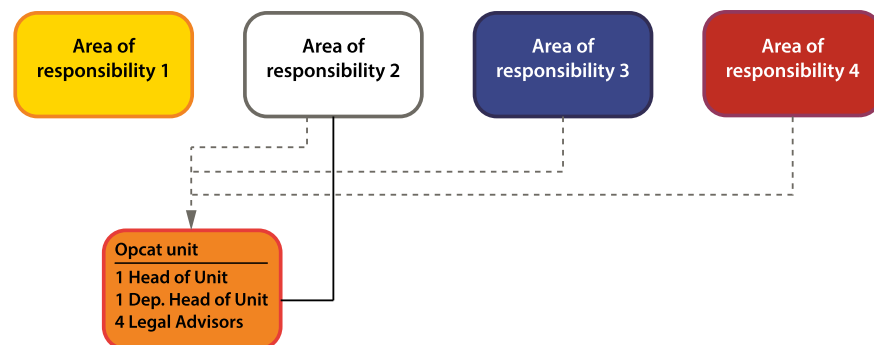 Area of
responsibility 1
Area of
responsibility 2
Area of
responsibility 3
Area of
responsibility 4
Opcat unit
1 Head of Unit
1 Dep. Head of Unit
4 Legal Advisors